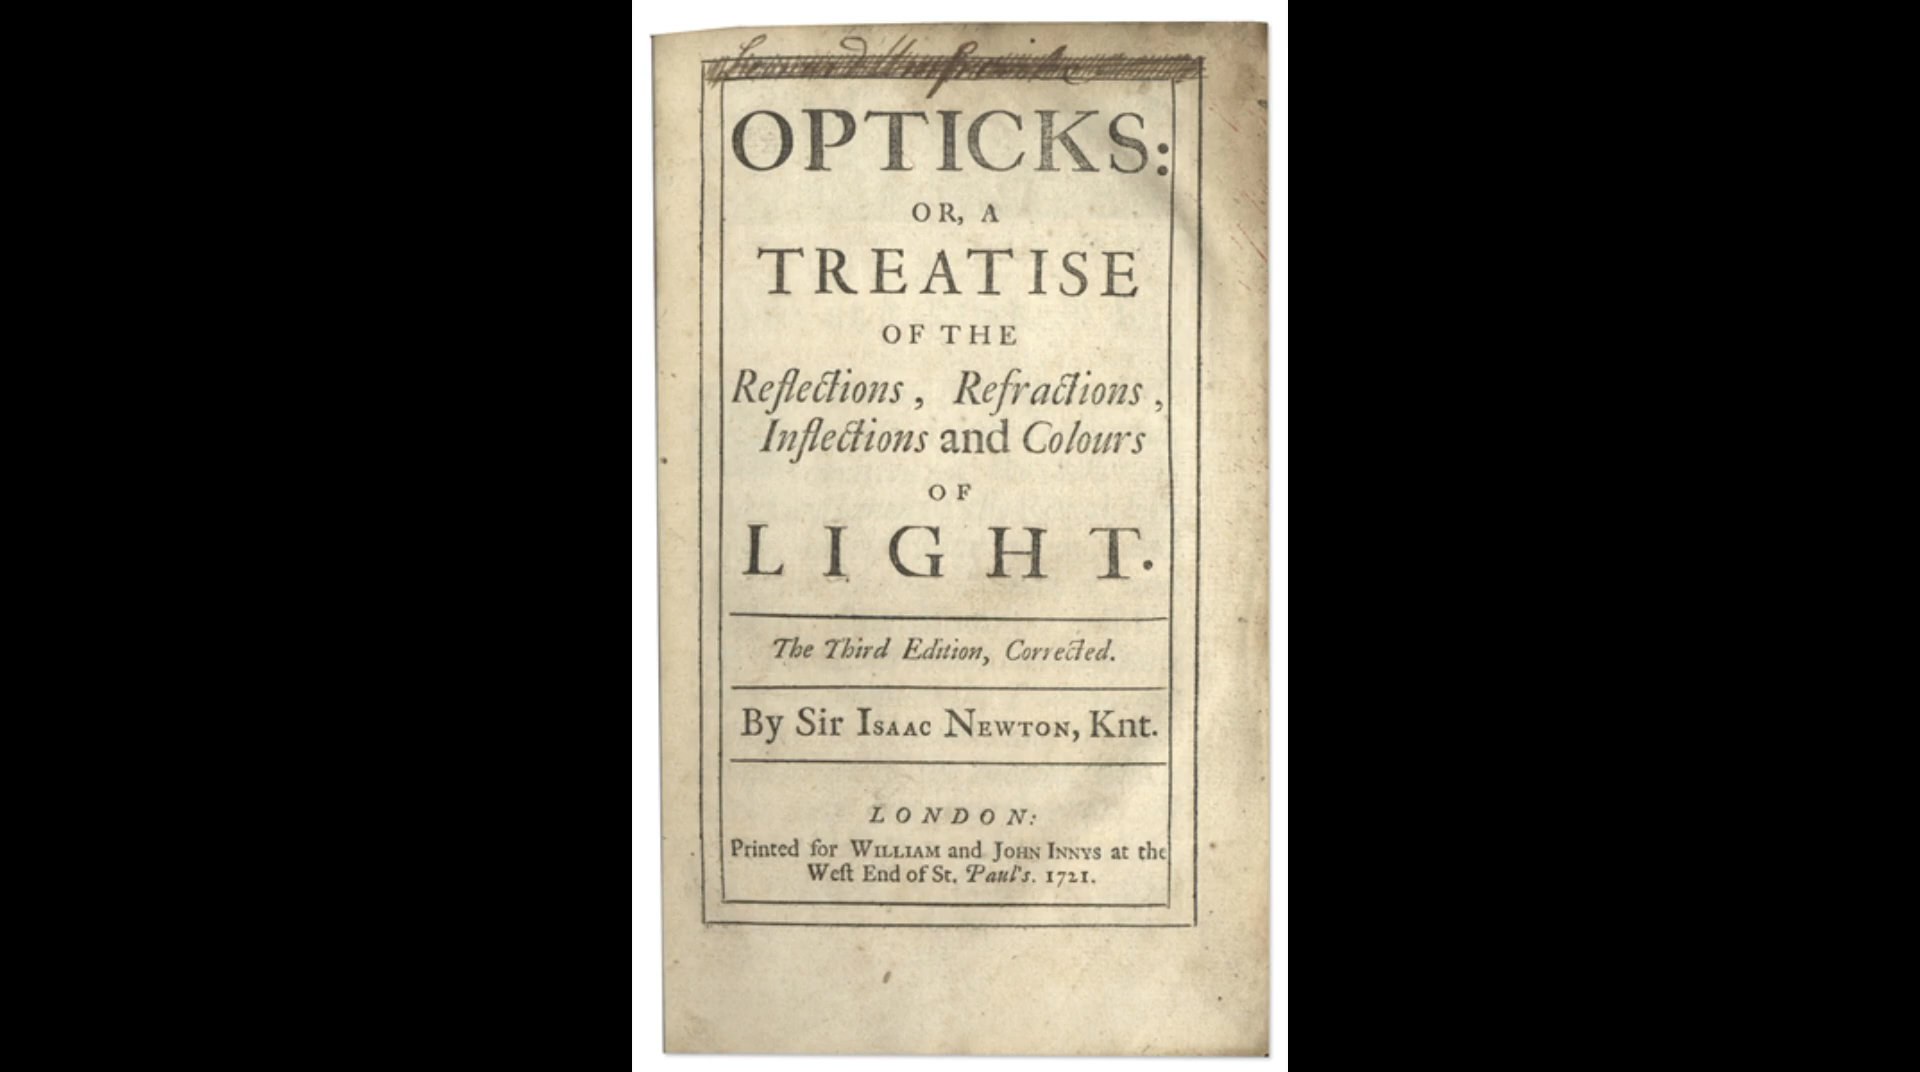 OPTICKS:
OR, A
TREATISE
OF THE
Reflections, Refractions,
Inflections and Colours
OF
LIGHT.
The Third Edition, Corrected.
By Sir ISAAC NEWTON, Knt.
LONDON:
Printed for WILLIAM and JOHN INNYS at the
Weſt End of St. Paul's. 1721.